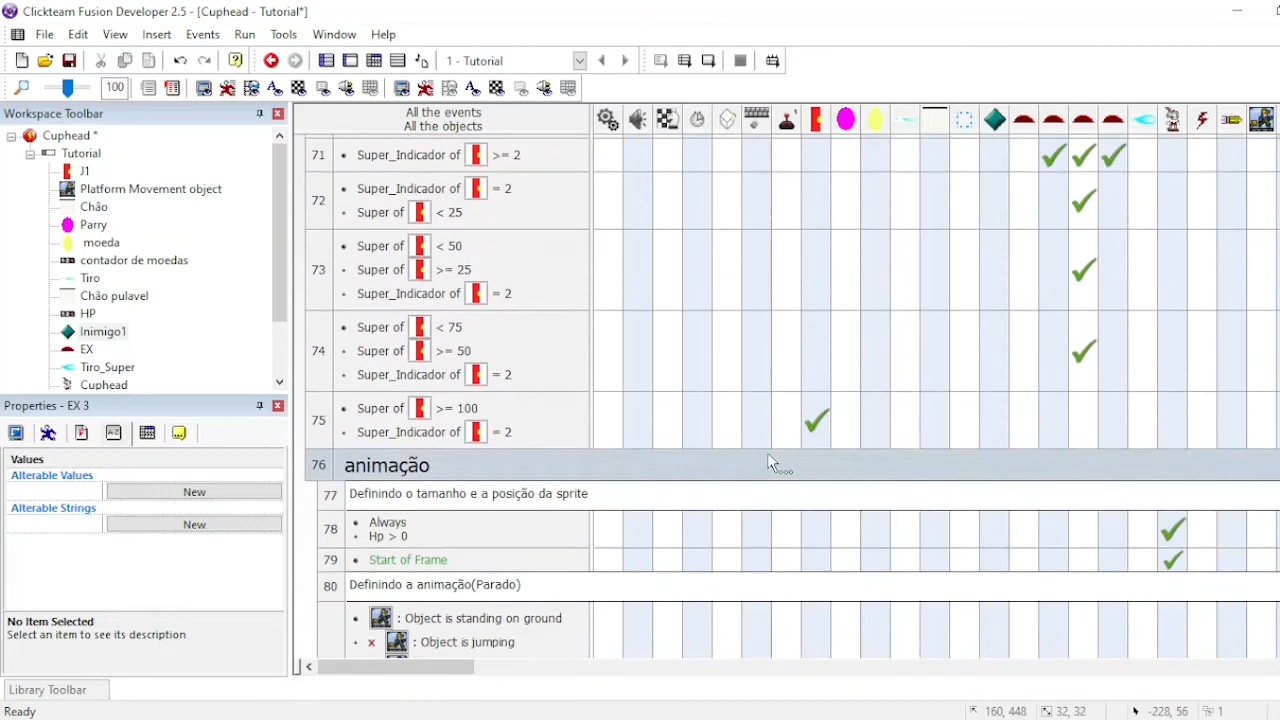 Clickteam Fusion Developer 2.5 - [Cuphead - Tutorial*]
File Edit View Insert Events Run Tools Window Help
1 - Tutorial
100
Workspace Toolbar
Cuphead *
Tutorial
J1
Platform Movement object
Chão
Parry
moeda
contador de moedas
Tiro
Chão pulavel
HP
Inimigo1
EX
Tiro_Super
Cuphead
Properties - EX 3
Values
Alterable Values
New
Alterable Strings
New
No Item Selected
Select an item to see its description
Library Toolbar
Ready
All the events
All the objects
71 • Super_Indicador of >= 2
72 • Super_Indicador of = 2
• Super of < 25
73 • Super of < 50
• Super of >= 25
• Super_Indicador of = 2
74 • Super of < 75
• Super of >= 50
• Super_Indicador of = 2
75 • Super of >= 100
• Super_Indicador of = 2
76 animação
77 Definindo o tamanho e a posição da sprite
78 • Always
• Hp > 0
79 • Start of Frame
80 Definindo a animação(Parado)
• : Object is standing on ground
• X : Object is jumping
160, 448 32, 32 -228, 56 1